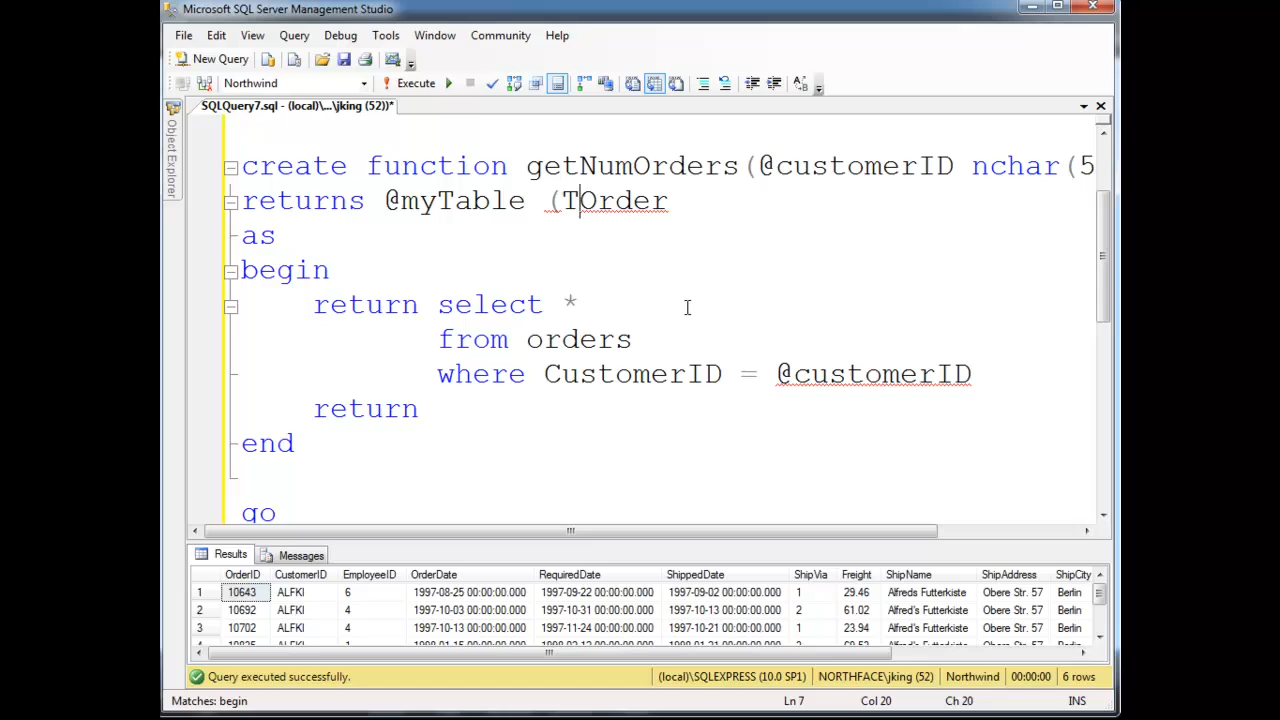 Microsoft SQL Server Management Studio
File Edit View Query Debug Tools Window Community Help
New Query
Northwind Execute
SQLQuery7.sql - (local)\...\jking (52))*
Object Explorer
create function getNumOrders(@customerID nchar(5
returns @myTable (TOrder
as
begin
return select *
from orders
where CustomerID = @customerID
return
end
go
Results Messages
OrderID CustomerID EmployeeID OrderDate RequiredDate ShippedDate ShipVia Freight ShipName ShipAddress ShipCity
1 10643 ALFKI 6 1997-08-25 00:00:00.000 1997-09-22 00:00:00.000 1997-09-02 00:00:00.000 1 29.46 Alfreds Futterkiste Obere Str. 57 Berlin
2 10692 ALFKI 4 1997-10-03 00:00:00.000 1997-10-31 00:00:00.000 1997-10-13 00:00:00.000 2 61.02 Alfred's Futterkiste Obere Str. 57 Berlin
3 10702 ALFKI 4 1997-10-13 00:00:00.000 1997-11-24 00:00:00.000 1997-10-21 00:00:00.000 1 23.94 Alfred's Futterkiste Obere Str. 57 Berlin
Query executed successfully. (local)\SQLEXPRESS (10.0 SP1) NORTHFACE\jking (52) Northwind 00:00:00 6 rows
Matches: begin Ln 7 Col 20 Ch 20 INS